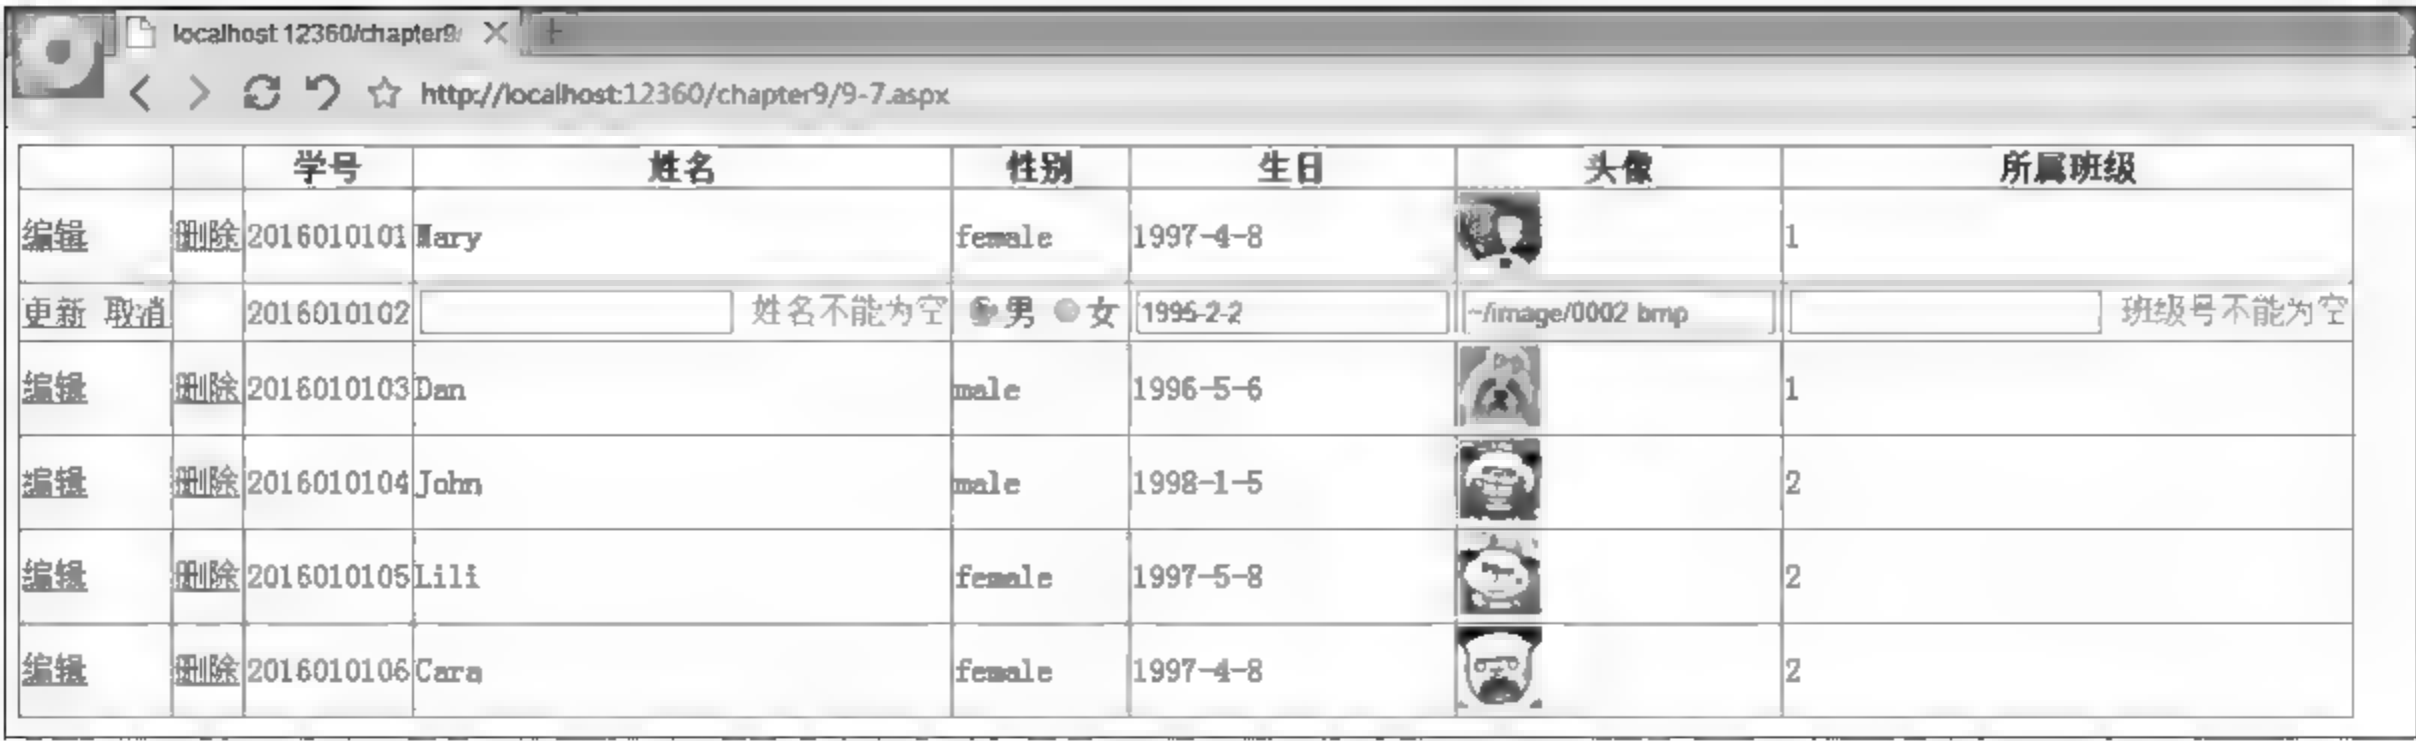 localhost:12360/chapter9/
http://localhost:12360/chapter9/9-7.aspx
学号 姓名 性别 生日 头像 所属班级
编辑 删除 2016010101 Mary female 1997-4-8 1
更新 取消 2016010102 姓名不能为空 男 女 1995-2-2 ~/image/0002.bmp 班级号不能为空
编辑 删除 2016010103 Dan male 1996-5-6 1
编辑 删除 2016010104 John male 1998-1-5 2
编辑 删除 2016010105 Lili female 1997-5-8 2
编辑 删除 2016010106 Cara female 1997-4-8 2